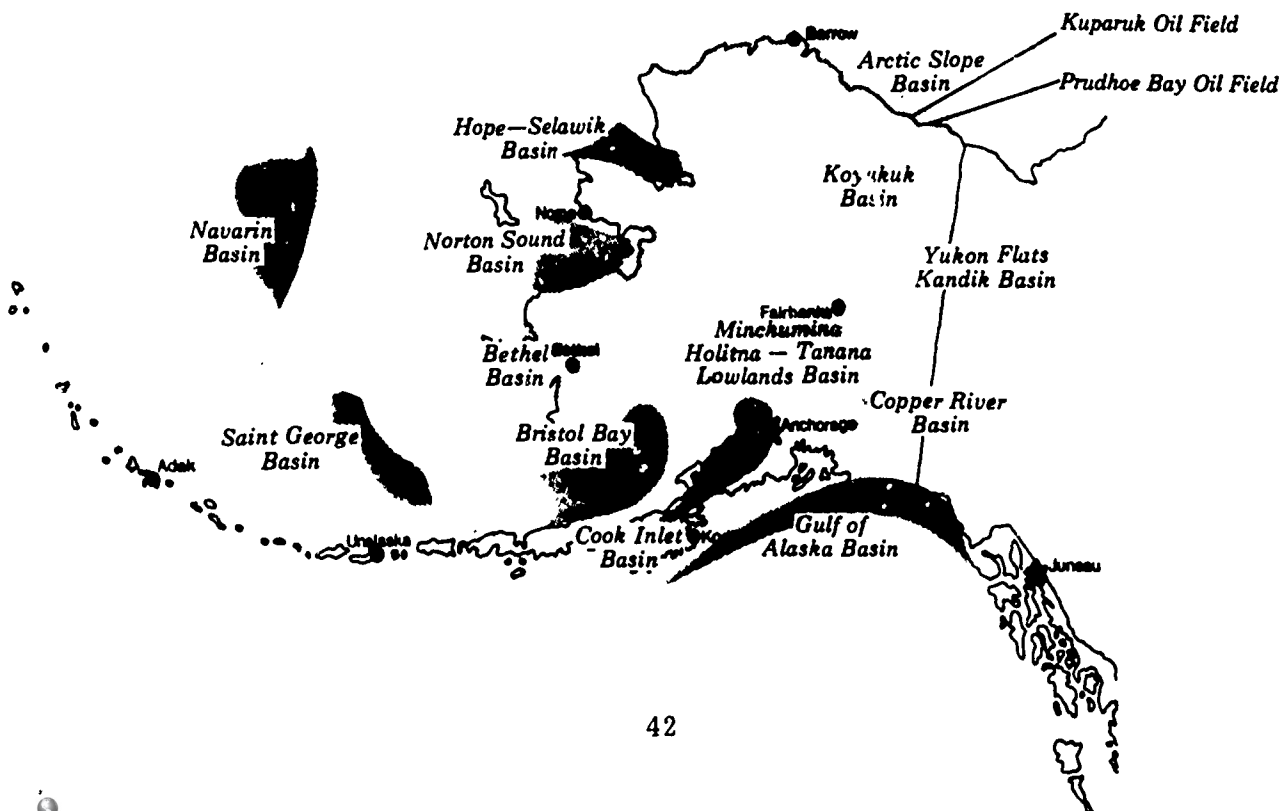 Barrow
Kuparuk Oil Field
Arctic Slope
Basin
Prudhoe Bay Oil Field
Hope—Selawik
Basin
Basin
Nome
Navarin
Basin
Norton Sound
Basin
Yukon Flats
Kandik Basin
Fairbanks
Minchumina
Holitna — Tanana
Lowlands Basin
Bethel
Bethel
Basin
Copper River
Basin
Saint George
Basin
Bristol Bay
Basin
Anchorage
Adak
Unalaska
Cook Inlet
Basin
Gulf of
Alaska Basin
Juneau
42